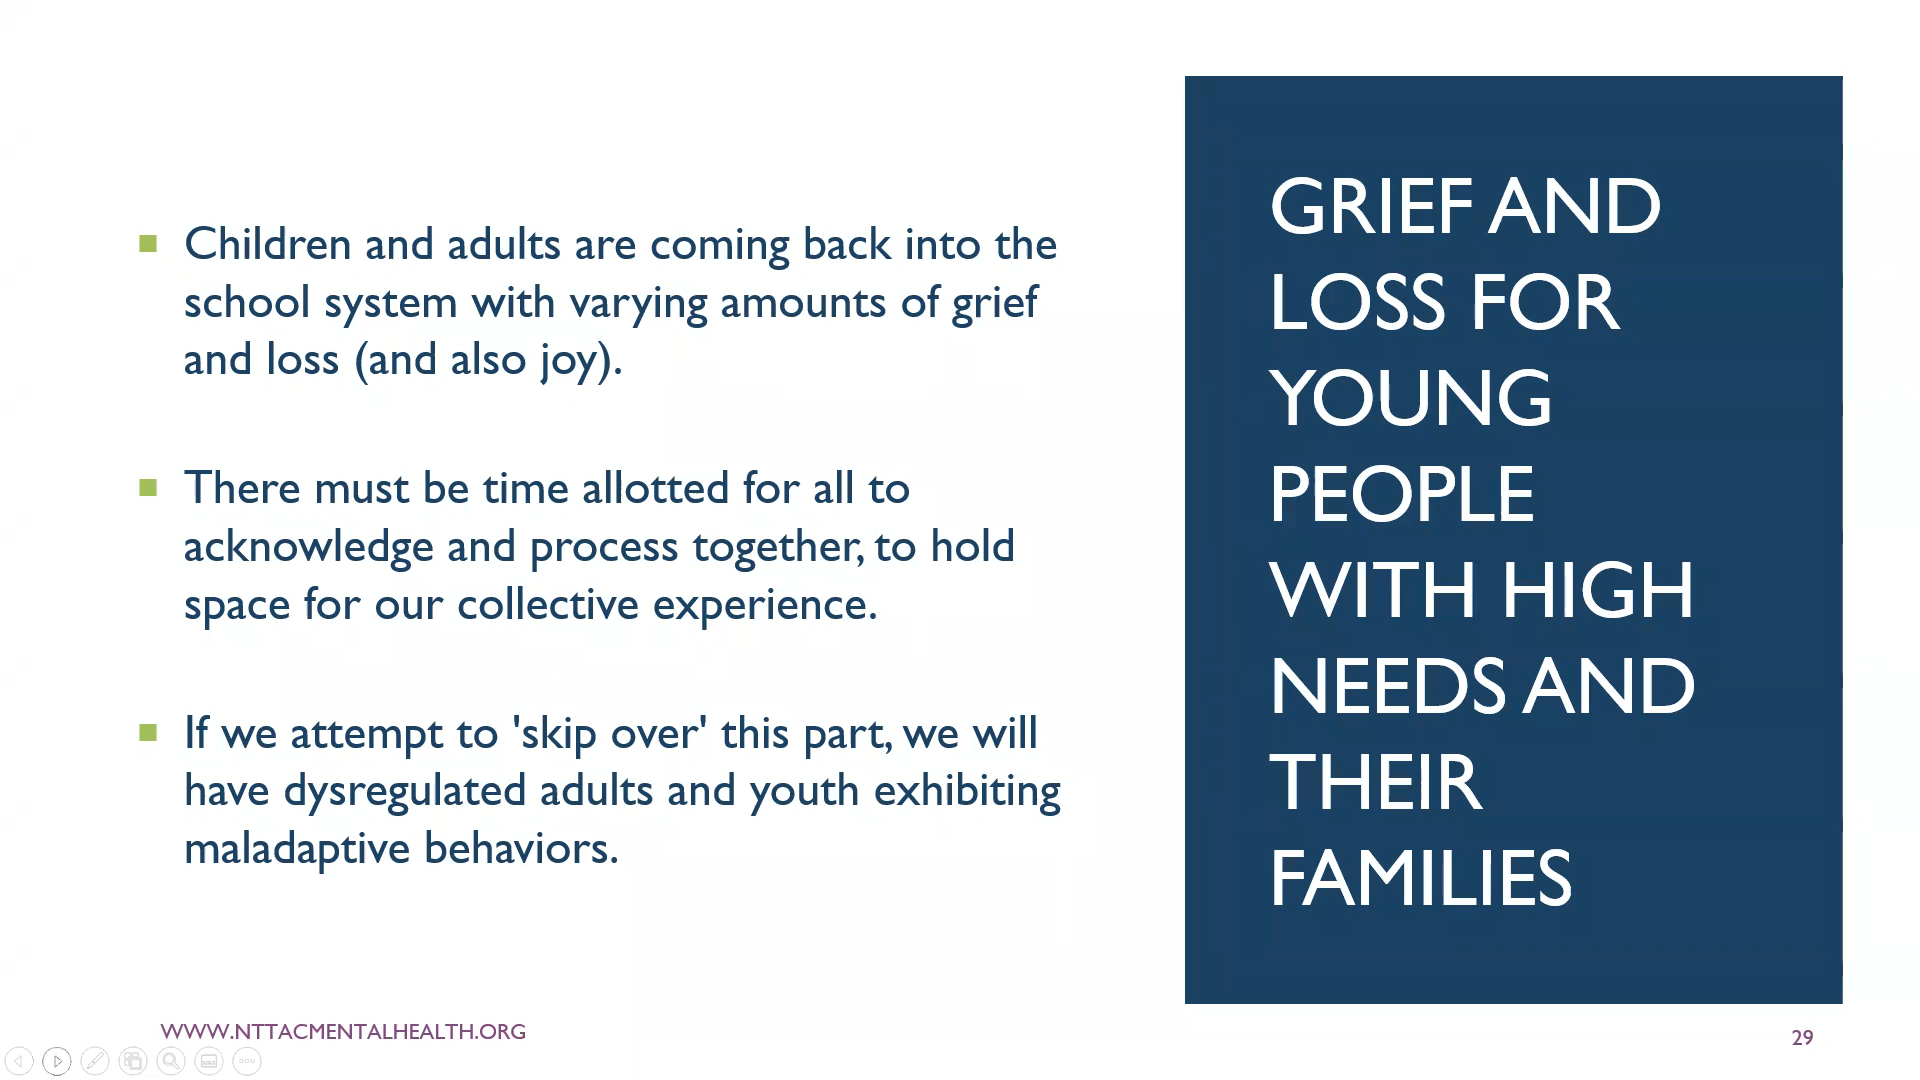 Children and adults are coming back into the
school system with varying amounts of grief
and loss (and also joy).
There must be time allotted for all to
acknowledge and process together, to hold
space for our collective experience.
If we attempt to 'skip over' this part, we will
have dysregulated adults and youth exhibiting
maladaptive behaviors.
GRIEF AND
LOSS FOR
YOUNG
PEOPLE
WITH HIGH
NEEDS AND
THEIR
FAMILIES
WWW.NTTACMENTALHEALTH.ORG
29